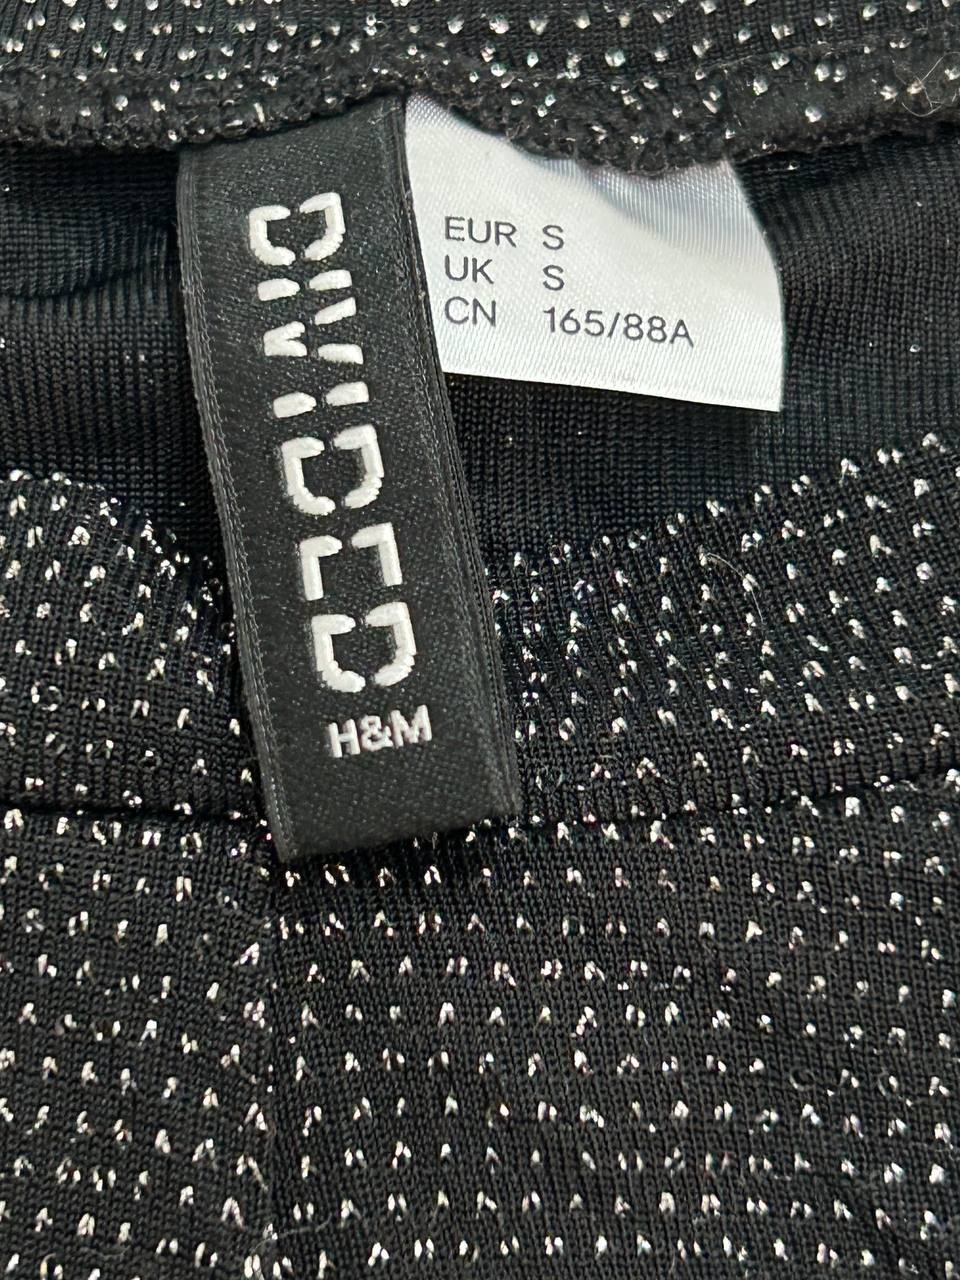 DIVIDED
H&M
EUR S
UK S
CN 165/88A